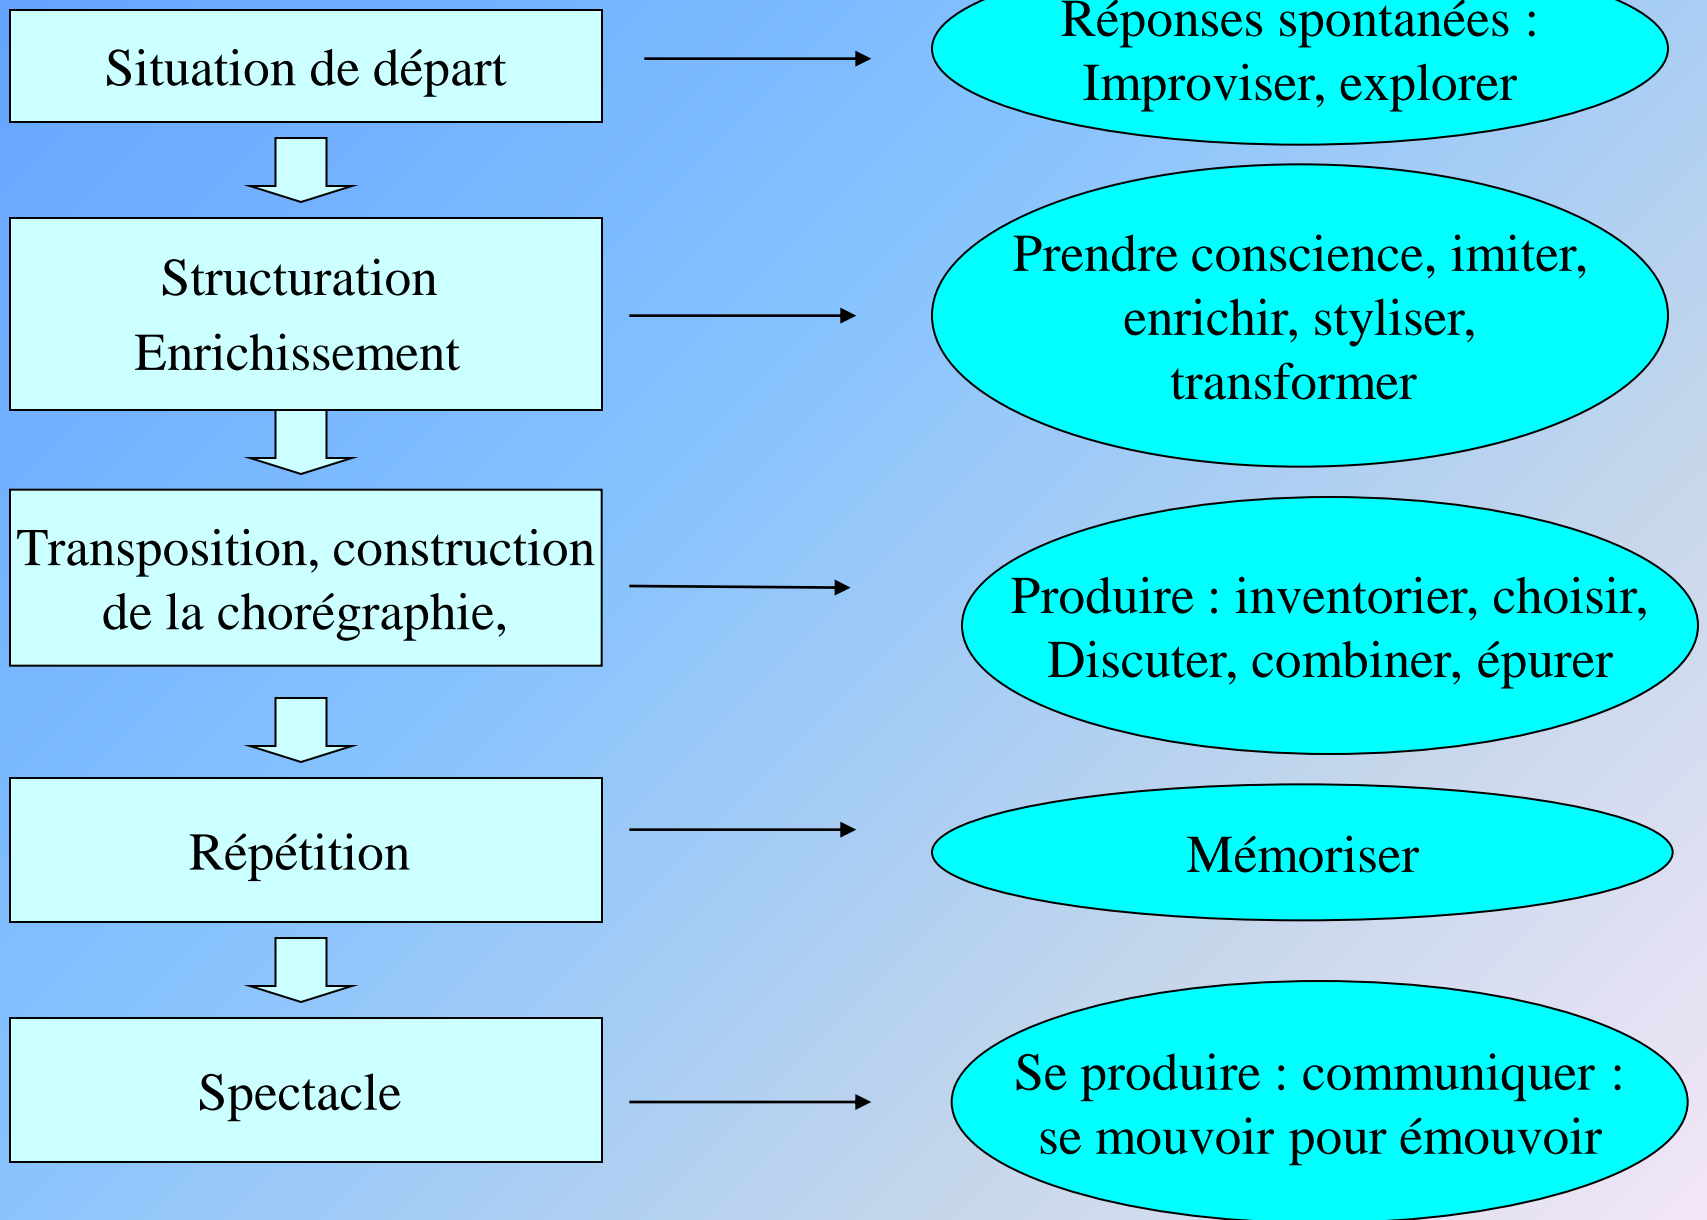 Situation de départ
Réponses spontanées :
Improviser, explorer
Structuration
Enrichissement
Prendre conscience, imiter,
enrichir, styliser,
transformer
Transposition, construction
de la chorégraphie,
Produire : inventorier, choisir,
Discuter, combiner, épurer
Répétition
Mémoriser
Spectacle
Se produire : communiquer :
se mouvoir pour émouvoir